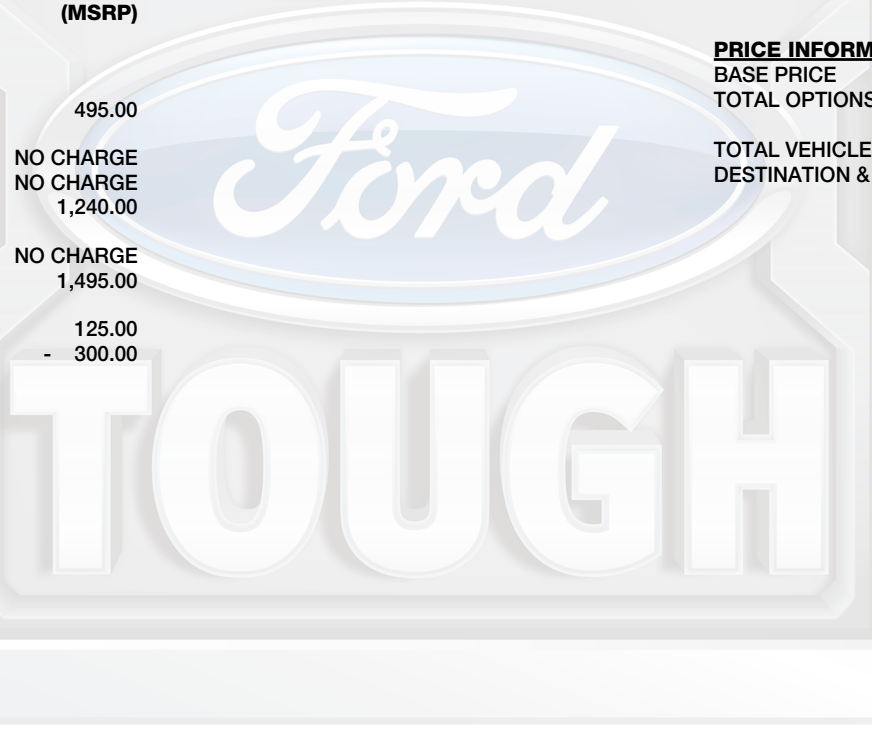 (MSRP)
495.00
NO CHARGE
NO CHARGE
1,240.00
NO CHARGE
1,495.00
125.00
- 300.00
PRICE INFORM
BASE PRICE
TOTAL OPTIONS
TOTAL VEHICLE
DESTINATION &
Ford
TOUGH